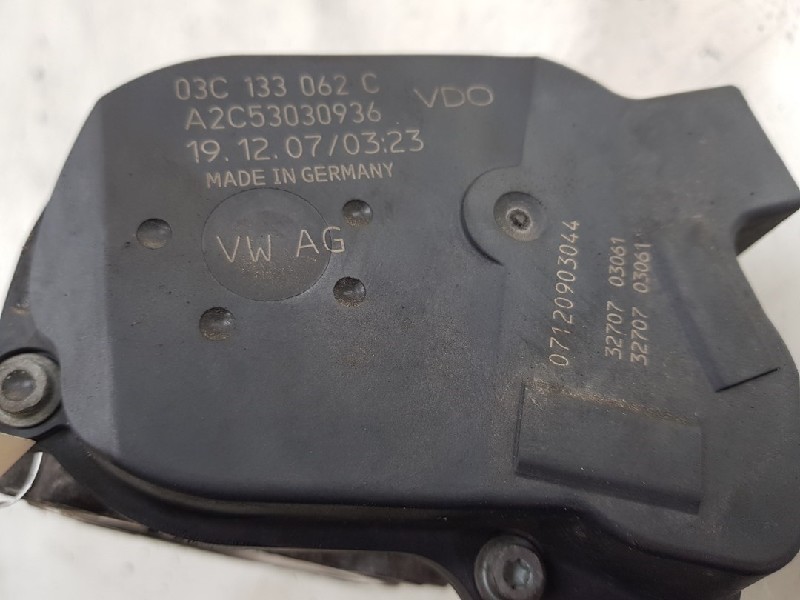 03C 133 062 C
A2C53030936
VDO
19.12.07/03:23
MADE IN GERMANY
VW AG
07120903044
32707 03061
32707 03061